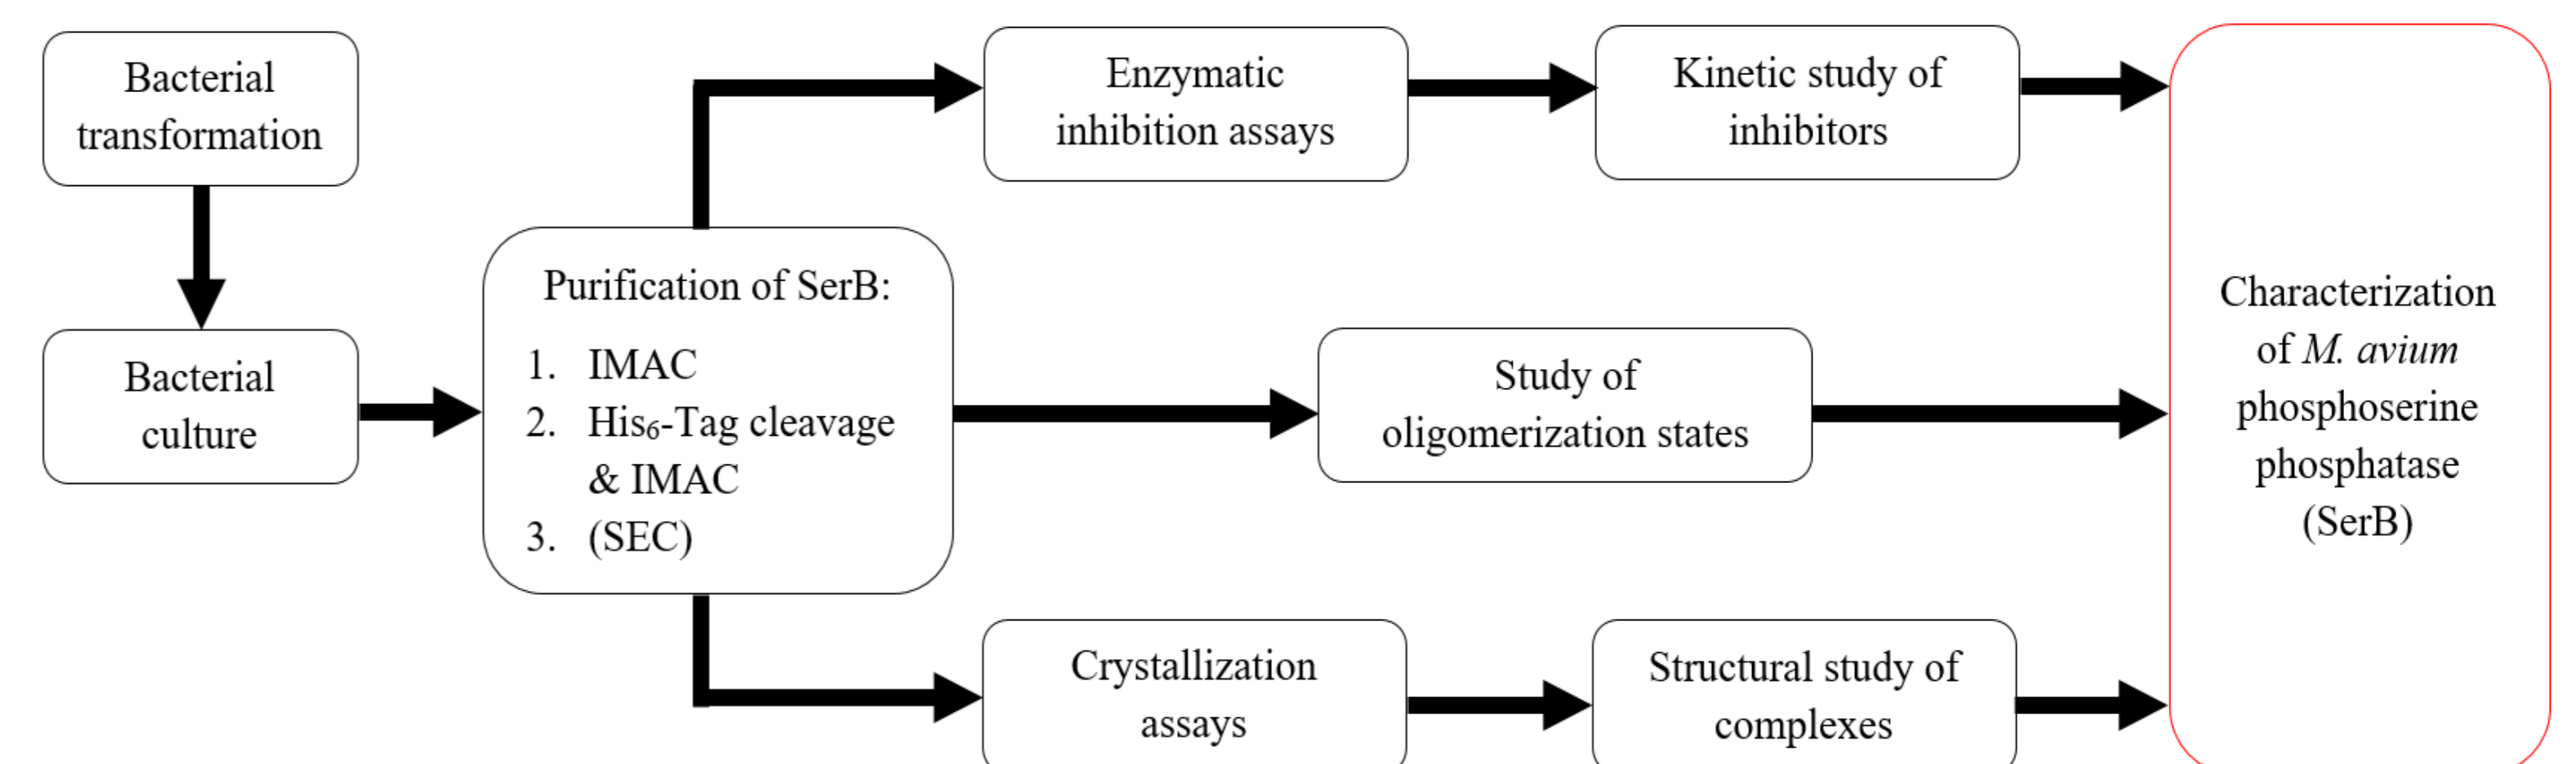 Bacterial
transformation
Bacterial
culture
Purification of SerB:
1. IMAC
2. His₆-Tag cleavage
& IMAC
3. (SEC)
Enzymatic
inhibition assays
Kinetic study of
inhibitors
Study of
oligomerization states
Crystallization
assays
Structural study of
complexes
Characterization
of M. avium
phosphoserine
phosphatase
(SerB)